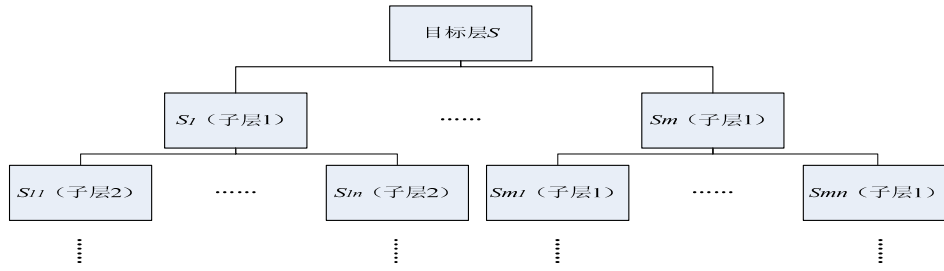 目标层S
S1（子层1）
……
Sm（子层1）
S11（子层2）
……
S1n（子层2）
Sm1（子层1）
……
Smn（子层1）